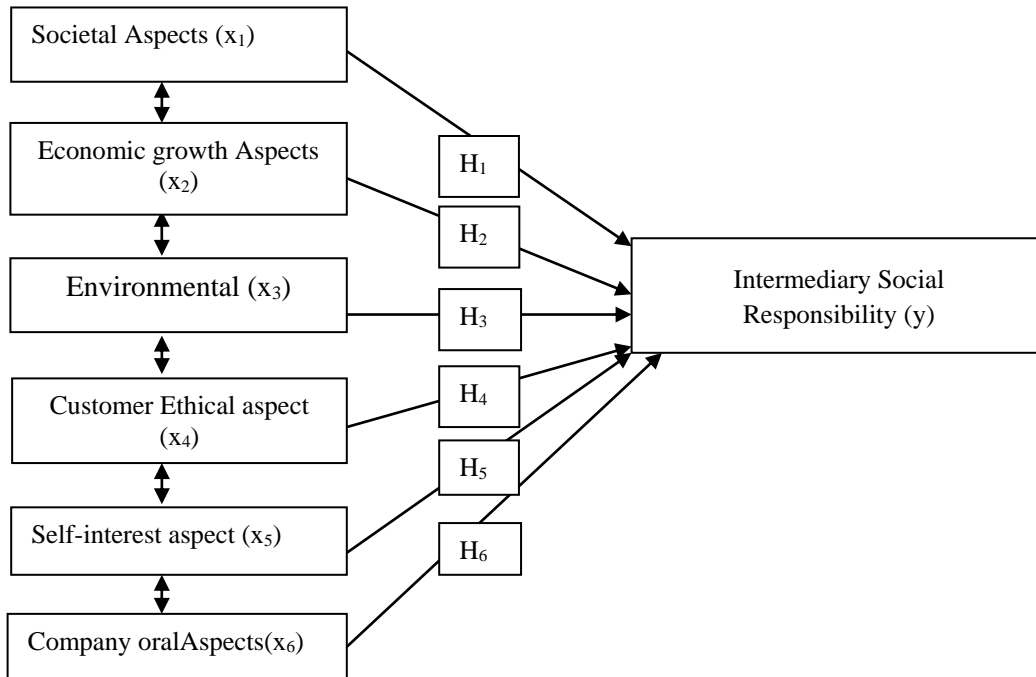 Societal Aspects (x₁)
Economic growth Aspects
(x₂)
Environmental (x₃)
Customer Ethical aspect
(x₄)
Self-interest aspect (x₅)
Company oralAspects(x₆)
H₁
H₂
H₃
H₄
H₅
H₆
Intermediary Social
Responsibility (y)